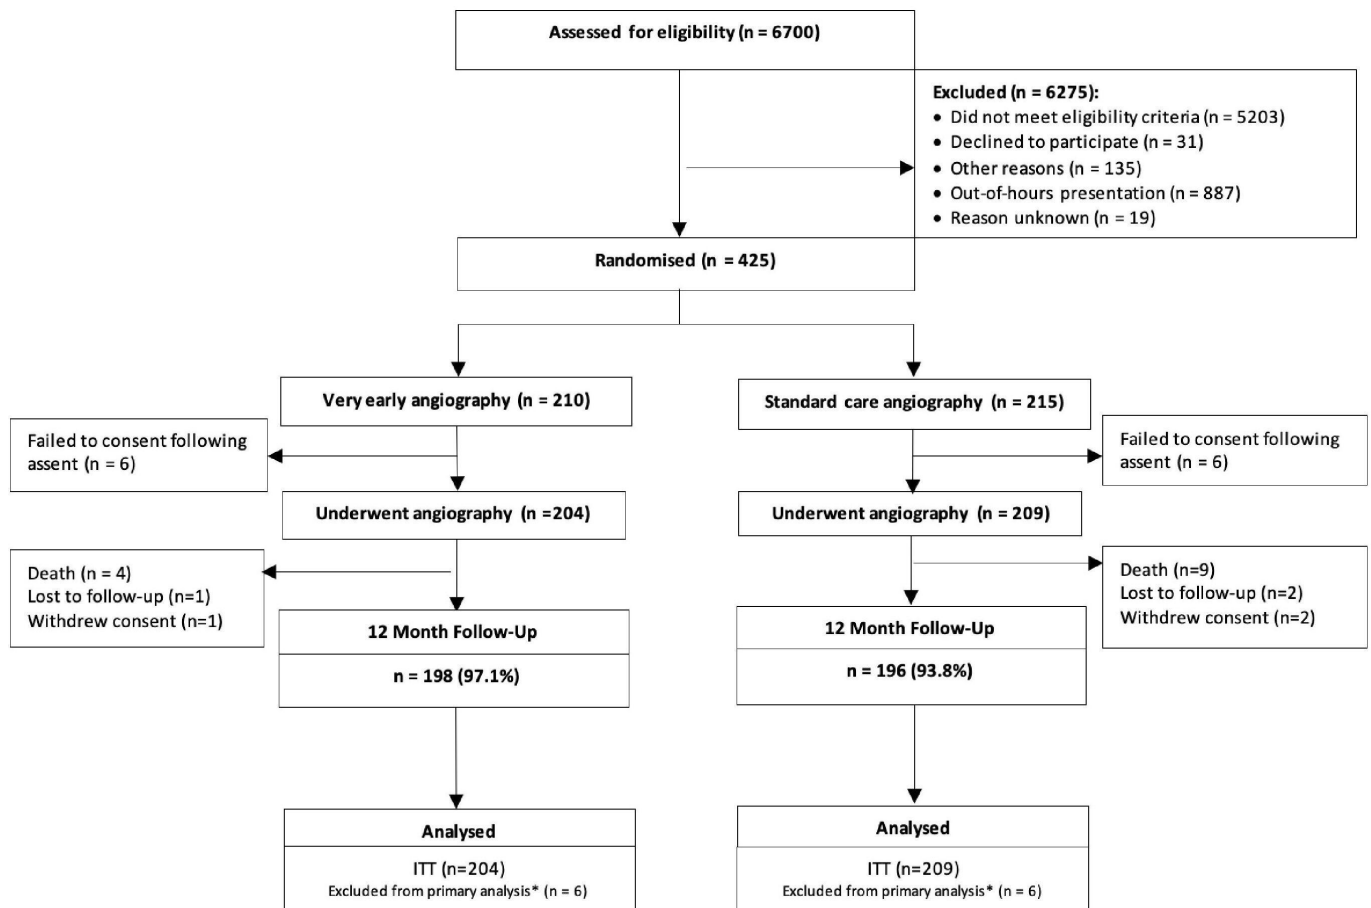 Assessed for eligibility (n = 6700)
Excluded (n = 6275):
• Did not meet eligibility criteria (n = 5203)
• Declined to participate (n = 31)
• Other reasons (n = 135)
• Out-of-hours presentation (n = 887)
• Reason unknown (n = 19)
Randomised (n = 425)
Very early angiography (n = 210)
Standard care angiography (n = 215)
Failed to consent following
assent (n = 6)
Failed to consent following
assent (n = 6)
Underwent angiography (n =204)
Underwent angiography (n = 209)
Death (n = 4)
Lost to follow-up (n=1)
Withdrew consent (n=1)
Death (n=9)
Lost to follow-up (n=2)
Withdrew consent (n=2)
12 Month Follow-Up
n = 198 (97.1%)
12 Month Follow-Up
n = 196 (93.8%)
Analysed
ITT (n=204)
Excluded from primary analysis* (n = 6)
Analysed
ITT (n=209)
Excluded from primary analysis* (n = 6)